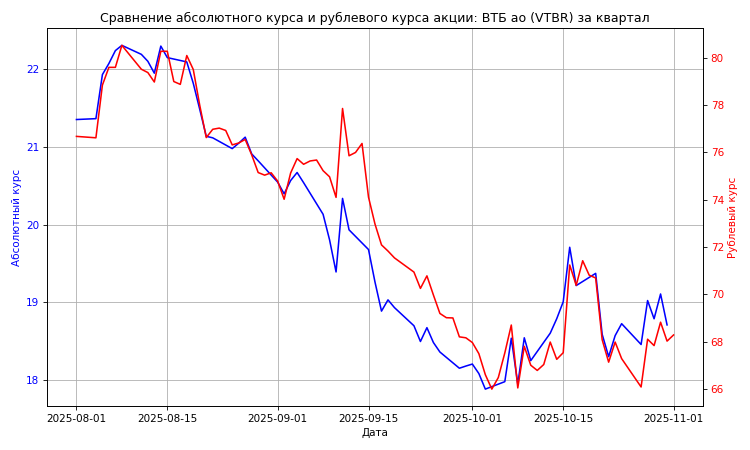 Сравнение абсолютного курса и рублевого курса акции: ВТБ ао (VTBR) за квартал
Абсолютный курс
22
21
20
19
18
80
78
76
74
72
70
68
66
Рублевый курс
2025-08-01 2025-08-15 2025-09-01 2025-09-15 2025-10-01 2025-10-15 2025-11-01
Дата